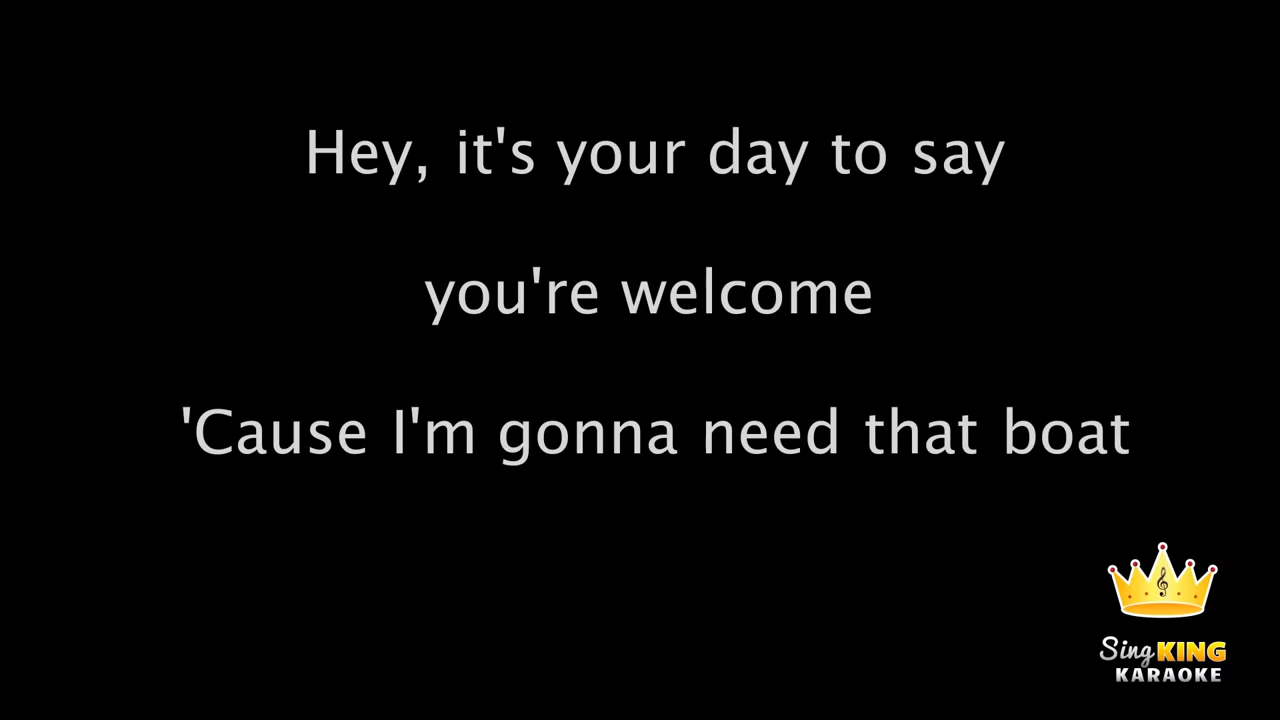 Hey, it's your day to say
you're welcome
'Cause I'm gonna need that boat
Sing KING
KARAOKE